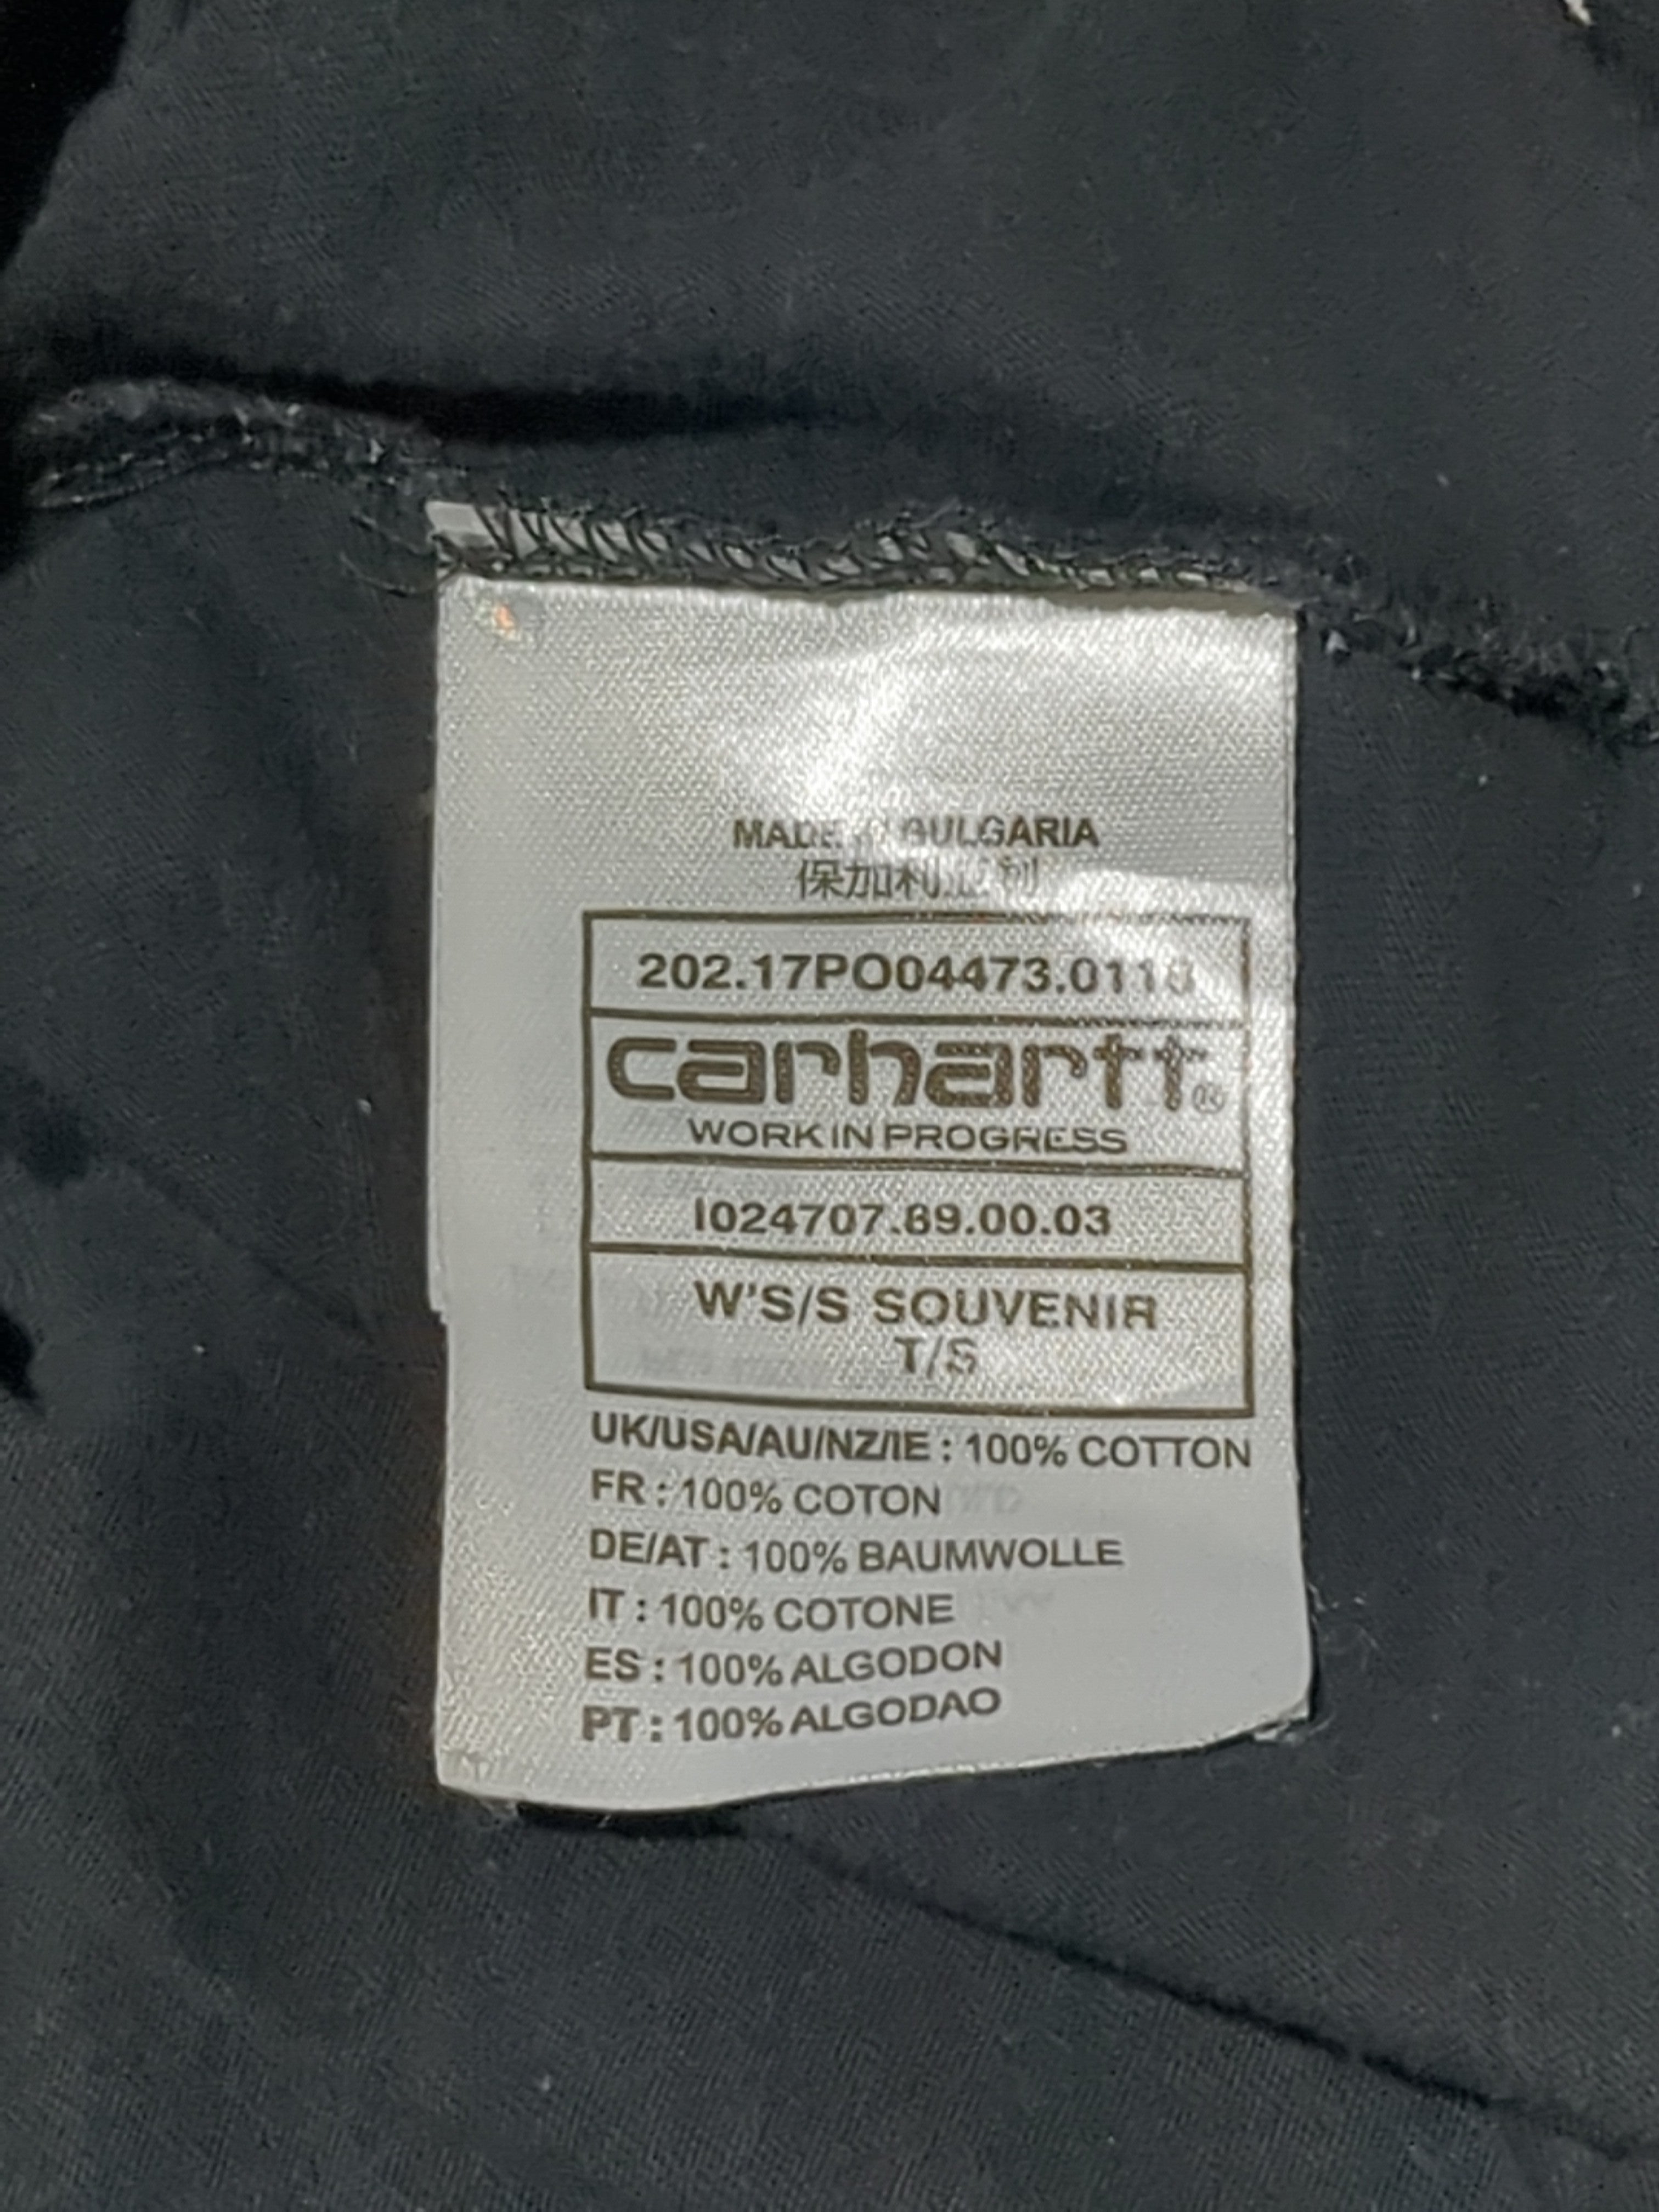 MADE IN BULGARIA
保加利亚制
202.17PO04473.0118
carhartt®
WORK IN PROGRESS
I024707.89.00.03
W'S/S SOUVENIR
T/S
UK/USA/AU/NZ/IE : 100% COTTON
FR : 100% COTON
DE/AT : 100% BAUMWOLLE
IT : 100% COTONE
ES : 100% ALGODON
PT : 100% ALGODAO